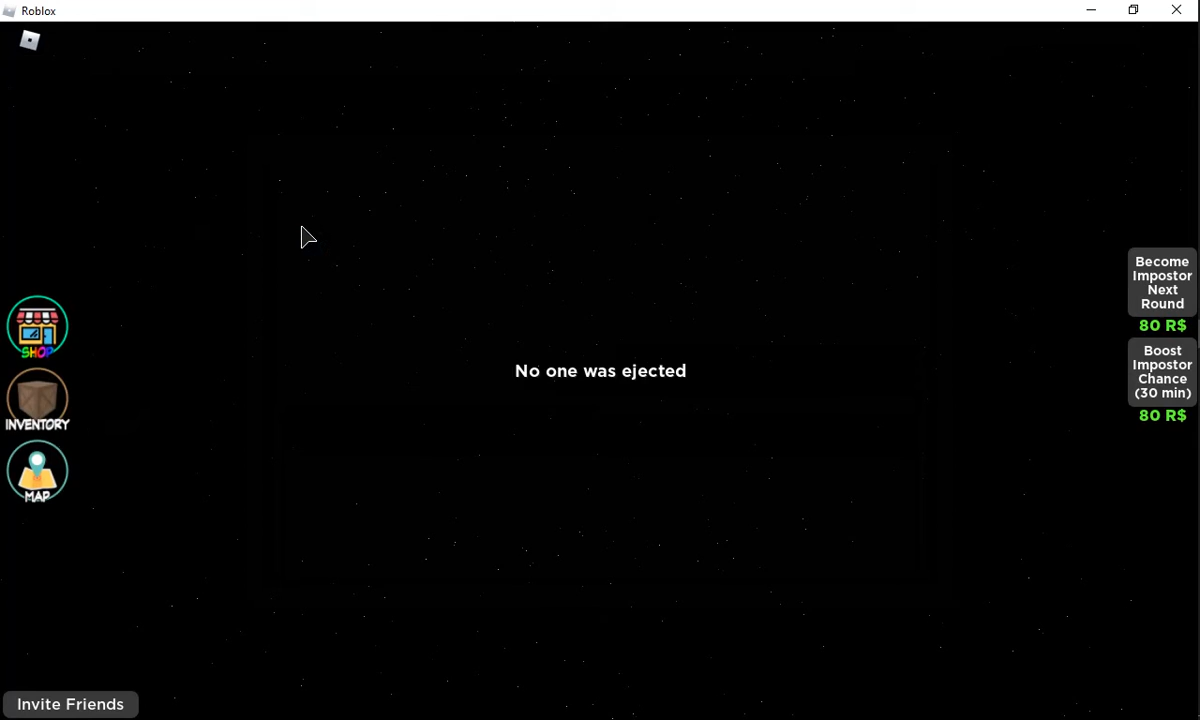 Roblox
No one was ejected
SHOP
INVENTORY
MAP
Become
Impostor
Next
Round
80 R$
Boost
Impostor
Chance
(30 min)
80 R$
Invite Friends